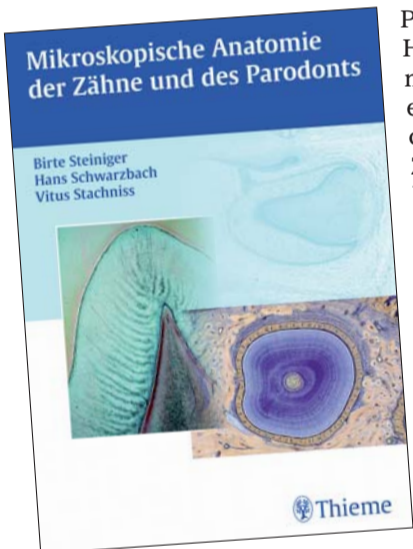 Mikroskopische Anatomie
der Zähne und des Parodonts
Birte Steiniger
Hans Schwarzbach
Vitus Stachniss
Thieme